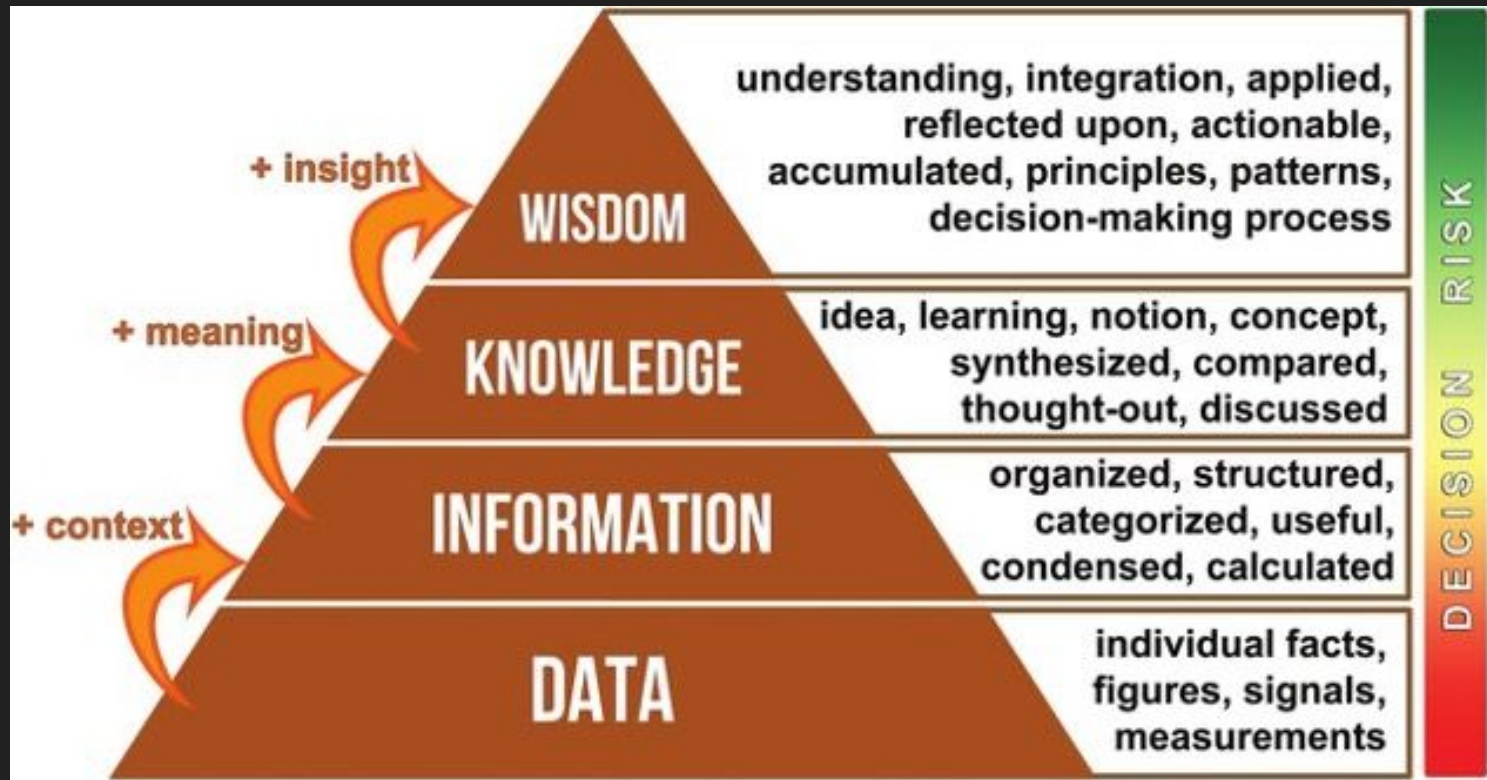 understanding, integration, applied,
reflected upon, actionable,
accumulated, principles, patterns,
decision-making process
+ insight
WISDOM
idea, learning, notion, concept,
synthesized, compared,
thought-out, discussed
+ meaning
KNOWLEDGE
organized, structured,
categorized, useful,
condensed, calculated
+ context
INFORMATION
individual facts,
figures, signals,
measurements
DATA
DECISION RISK